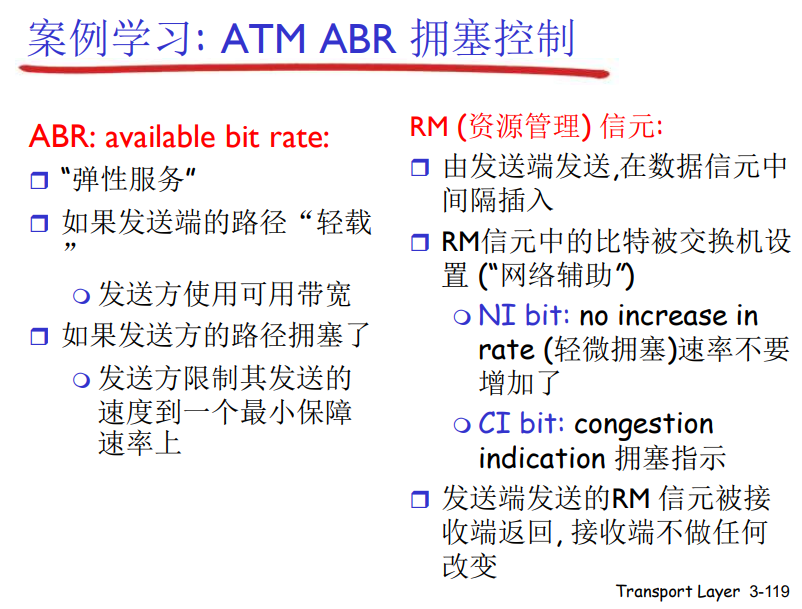 案例学习: ATM ABR 拥塞控制
ABR: available bit rate:
“弹性服务”
如果发送端的路径“轻载
”
发送方使用可用带宽
如果发送方的路径拥塞了
发送方限制其发送的
速度到一个最小保障
速率上
RM (资源管理) 信元:
由发送端发送,在数据信元中
间隔插入
RM信元中的比特被交换机设
置 (“网络辅助”)
NI bit: no increase in
rate (轻微拥塞)速率不要
增加了
CI bit: congestion
indication 拥塞指示
发送端发送的RM 信元被接
收端返回, 接收端不做任何
改变
Transport Layer 3-119